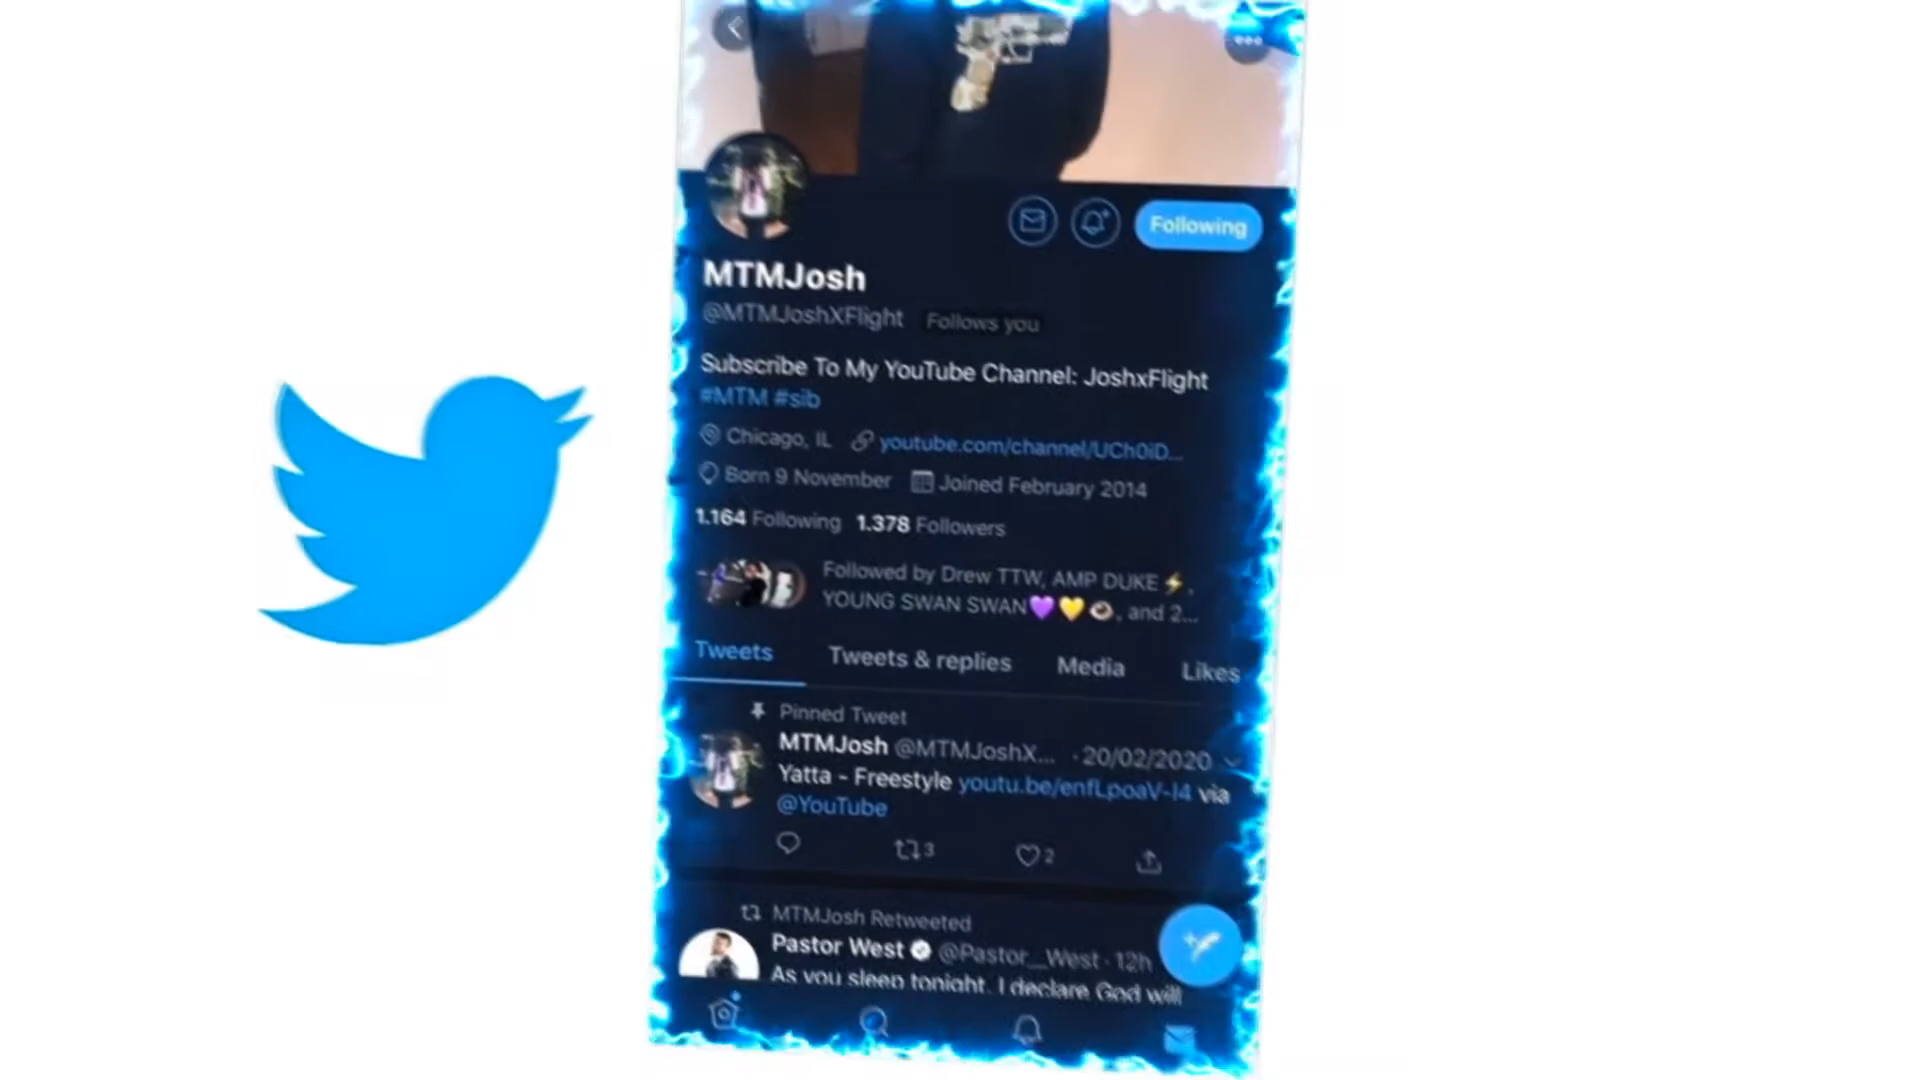 Following
MTMJosh
@MTMJoshXFlight Follows you
Subscribe To My YouTube Channel: JoshxFlight
#MTM #sib
Chicago, IL youtube.com/channel/UCh0iD...
Born 9 November Joined February 2014
1.164 Following 1.378 Followers
Followed by Drew TTW, AMP DUKE⚡,
YOUNG SWAN SWAN💜💛👁, and 2...
Tweets Tweets & replies Media Likes
Pinned Tweet
MTMJosh @MTMJoshX... · 20/02/2020
Yatta - Freestyle youtu.be/enfLpoaV-I4 via
@YouTube
3 2
MTMJosh Retweeted
Pastor West @Pastor__West · 12h
As you sleep tonight, I declare God will